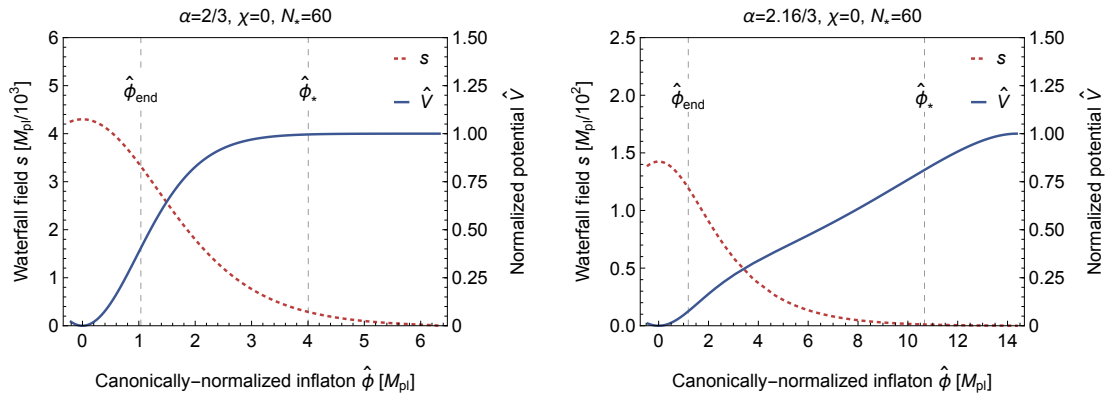 α=2/3, χ=0, N*=60
Waterfall field s [Mpl/10³]
6
5
4
3
2
1
0
1.50
1.25
1.00
0.75
0.50
0.25
0
Normalized potential V̂
s
V̂
ϕ̂end
ϕ̂*
0 1 2 3 4 5 6
Canonically-normalized inflaton ϕ̂ [Mpl]
α=2.16/3, χ=0, N*=60
Waterfall field s [Mpl/10²]
2.5
2.0
1.5
1.0
0.5
0.0
1.50
1.25
1.00
0.75
0.50
0.25
0
Normalized potential V̂
s
V̂
ϕ̂end
ϕ̂*
0 2 4 6 8 10 12 14
Canonically-normalized inflaton ϕ̂ [Mpl]